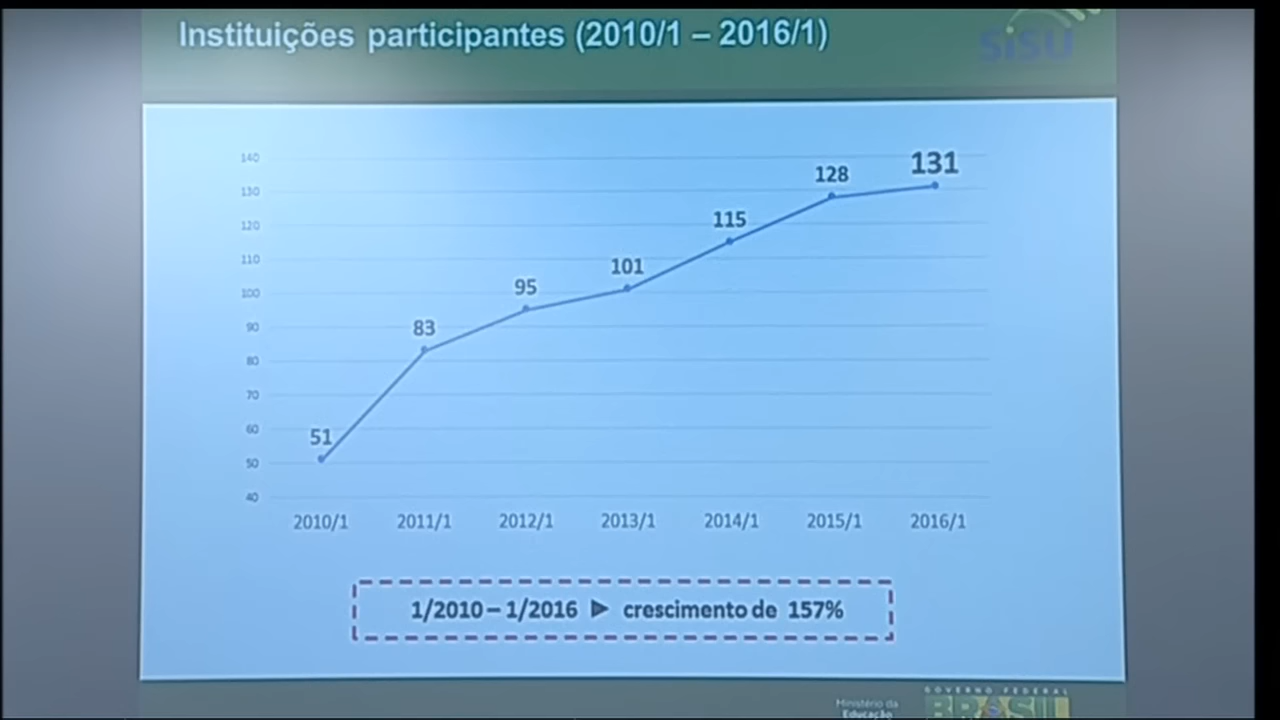 Instituições participantes (2010/1 – 2016/1)
SiSU
140
130
120
110
100
90
80
70
60
50
40
51
83
95
101
115
128
131
2010/1 2011/1 2012/1 2013/1 2014/1 2015/1 2016/1
1/2010 – 1/2016 ► crescimento de 157%
Ministério da
Educação
GOVERNO FEDERAL
BRASIL